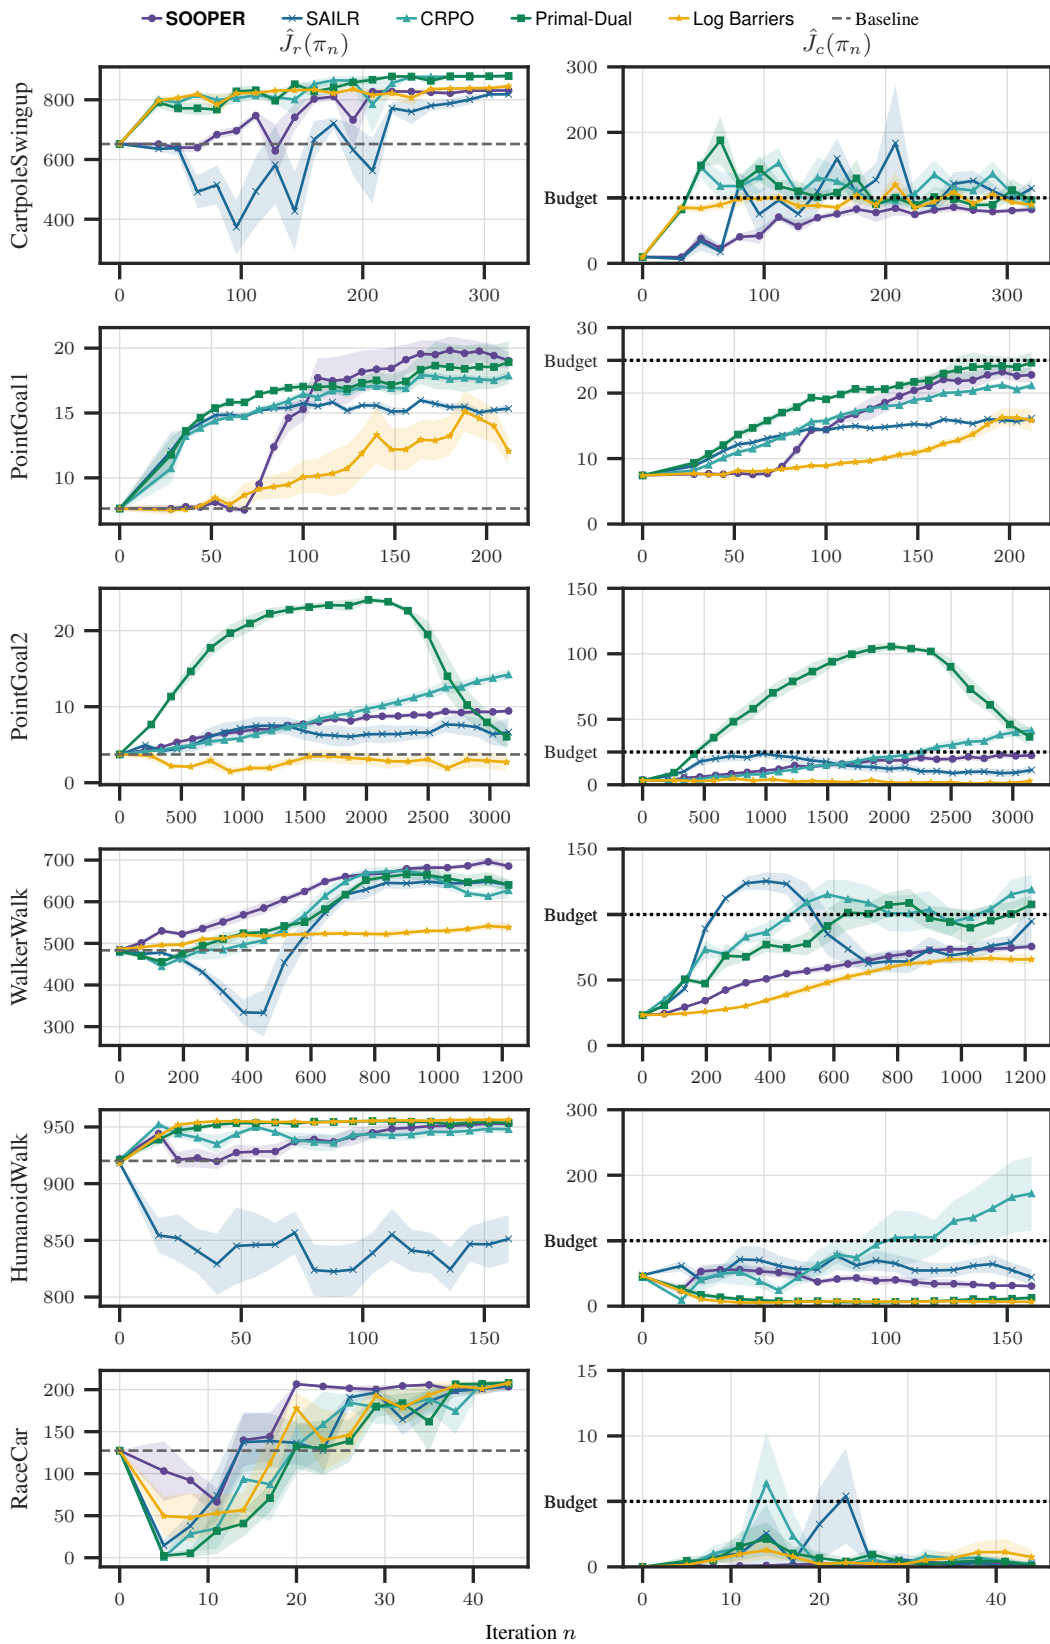 SOOPER SAILR CRPO Primal-Dual Log Barriers Baseline
Ĵr(πn) Ĵc(πn)
CartpoleSwingup
800
600
400
0 100 200 300
300
200
Budget
0
0 100 200 300
PointGoal1
20
15
10
0 50 100 150 200
30
Budget
20
10
0
0 50 100 150 200
PointGoal2
20
10
0
0 500 1000 1500 2000 2500 3000
150
100
50
Budget
0
0 500 1000 1500 2000 2500 3000
WalkerWalk
700
600
500
400
300
0 200 400 600 800 1000 1200
150
Budget
50
0
0 200 400 600 800 1000 1200
HumanoidWalk
950
900
850
800
0 50 100 150
300
200
Budget
0
0 50 100 150
RaceCar
200
150
100
50
0
0 10 20 30 40
15
10
Budget
0
10 20 30 40
Iteration n